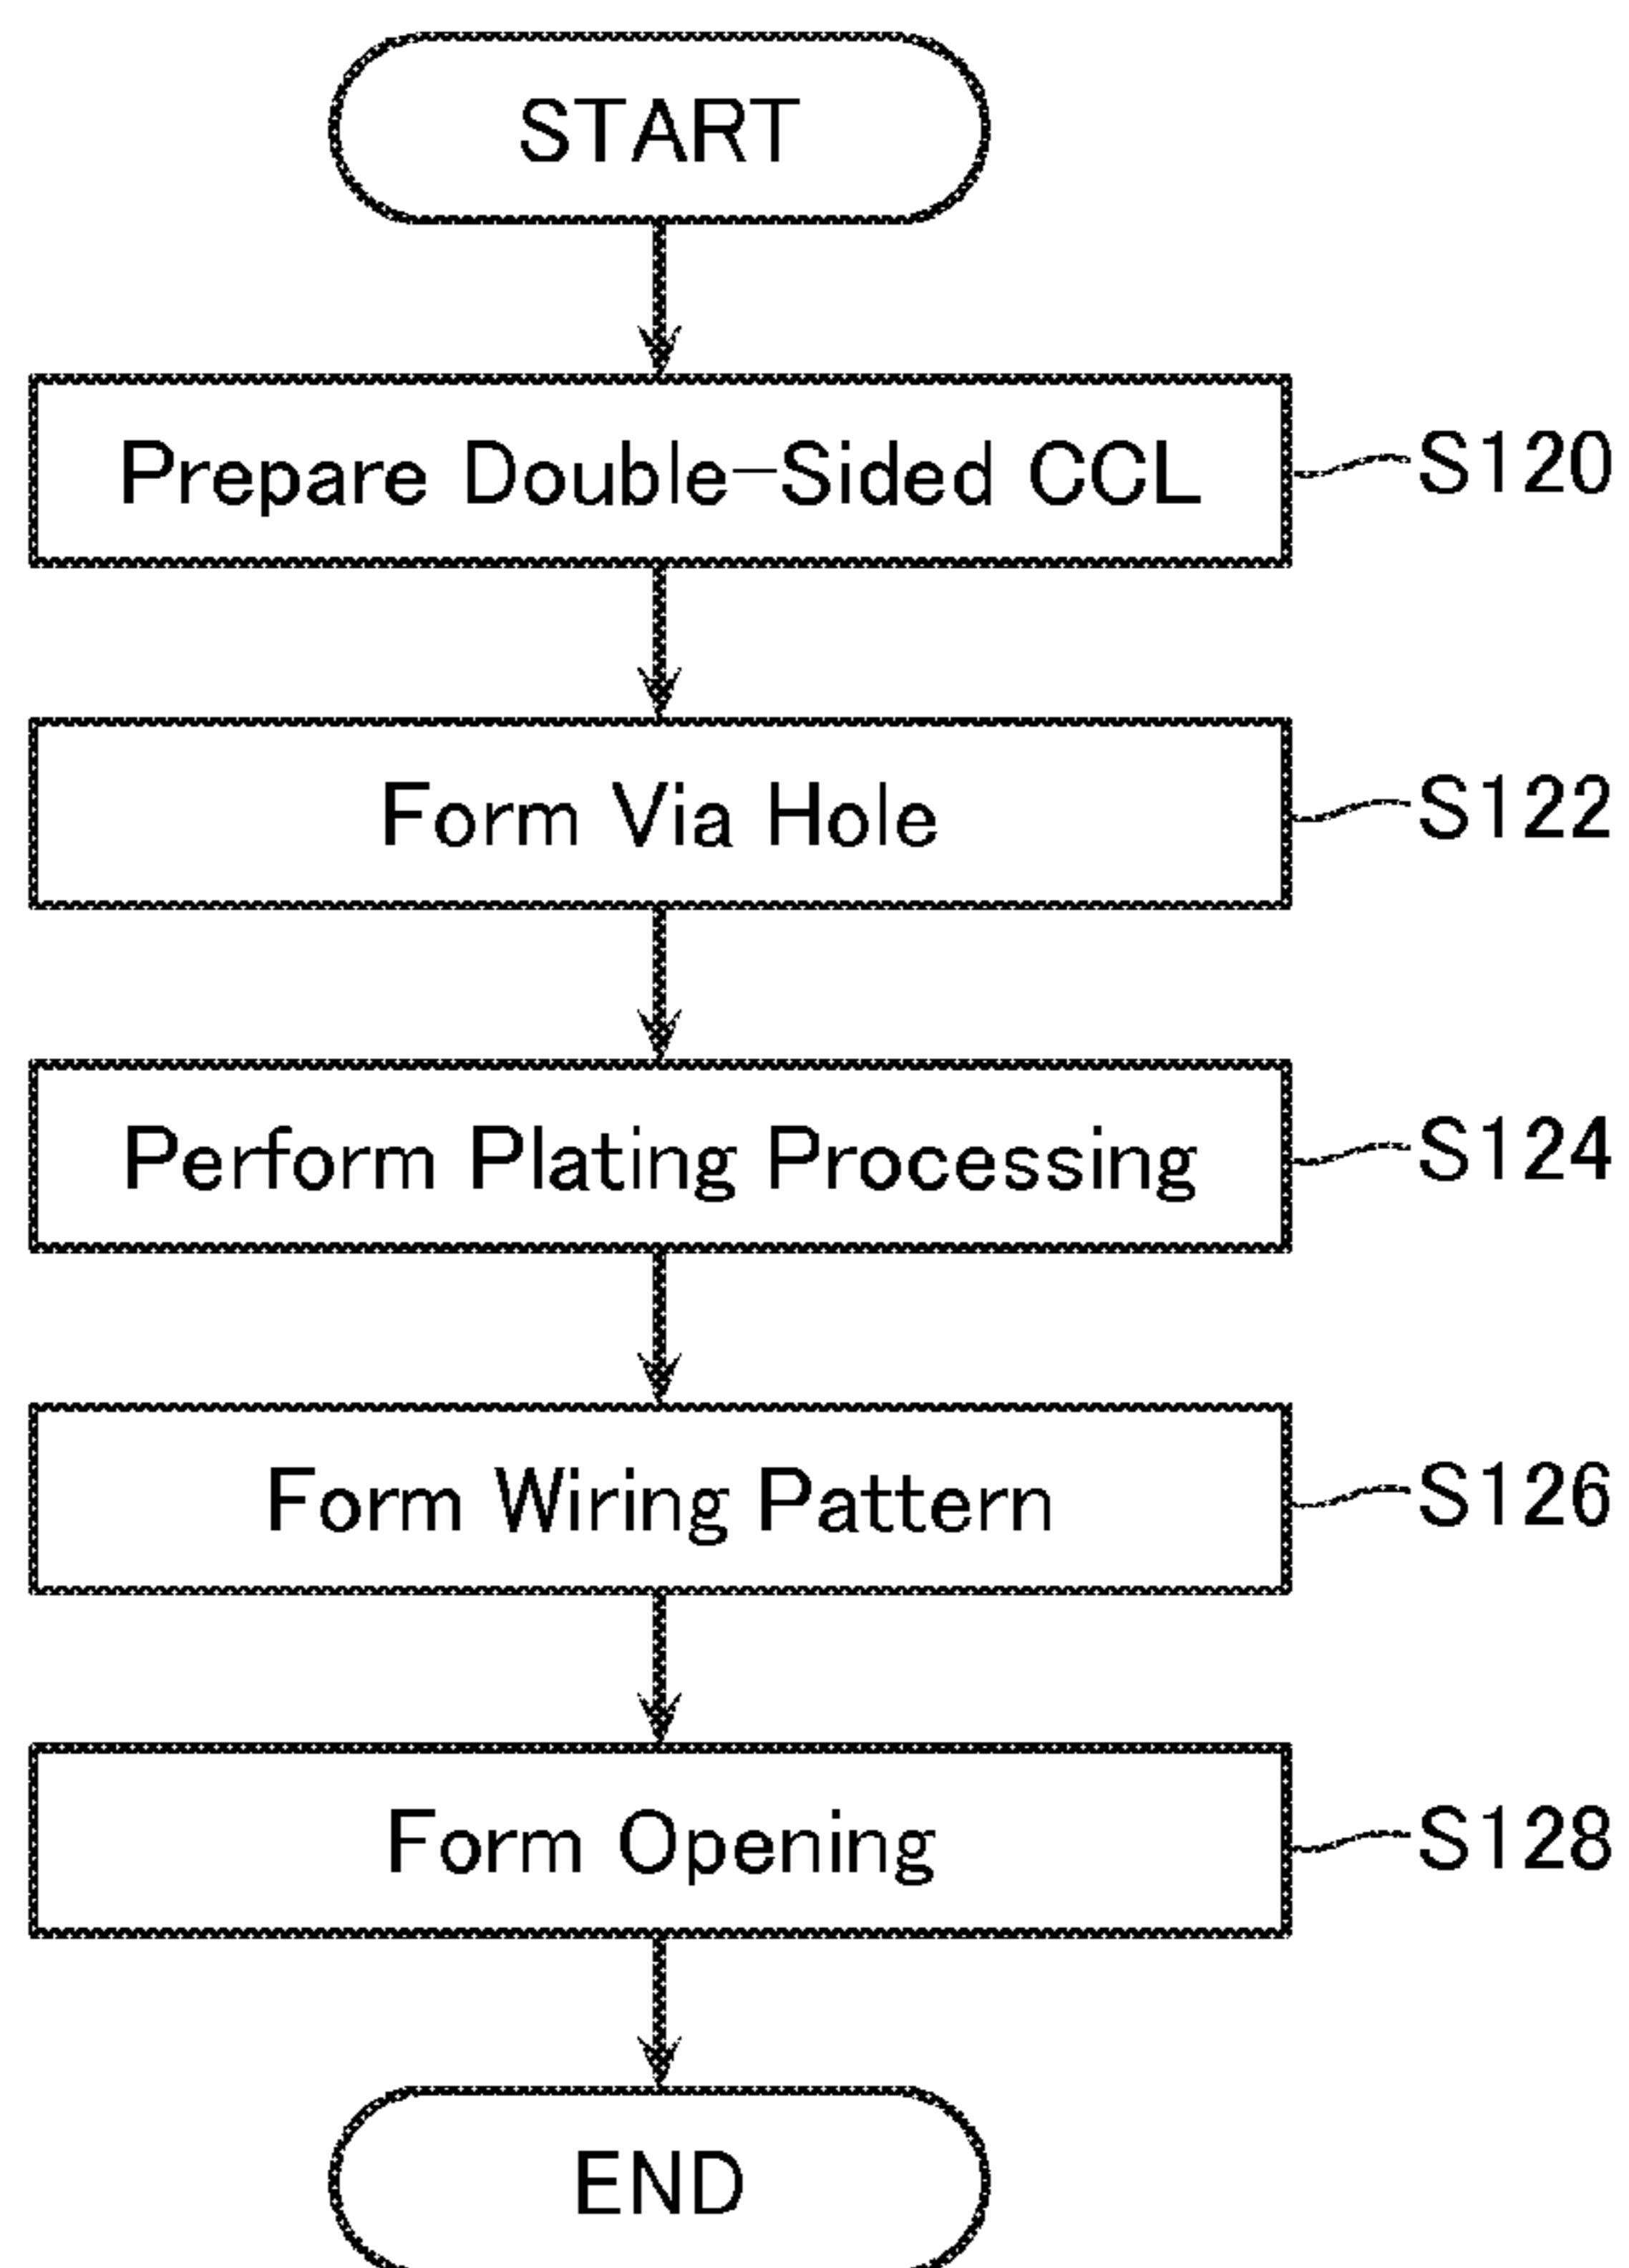 START
Prepare Double-Sided CCL
S120
Form Via Hole
S122
Perform Plating Processing
S124
Form Wiring Pattern
S126
Form Opening
S128
END